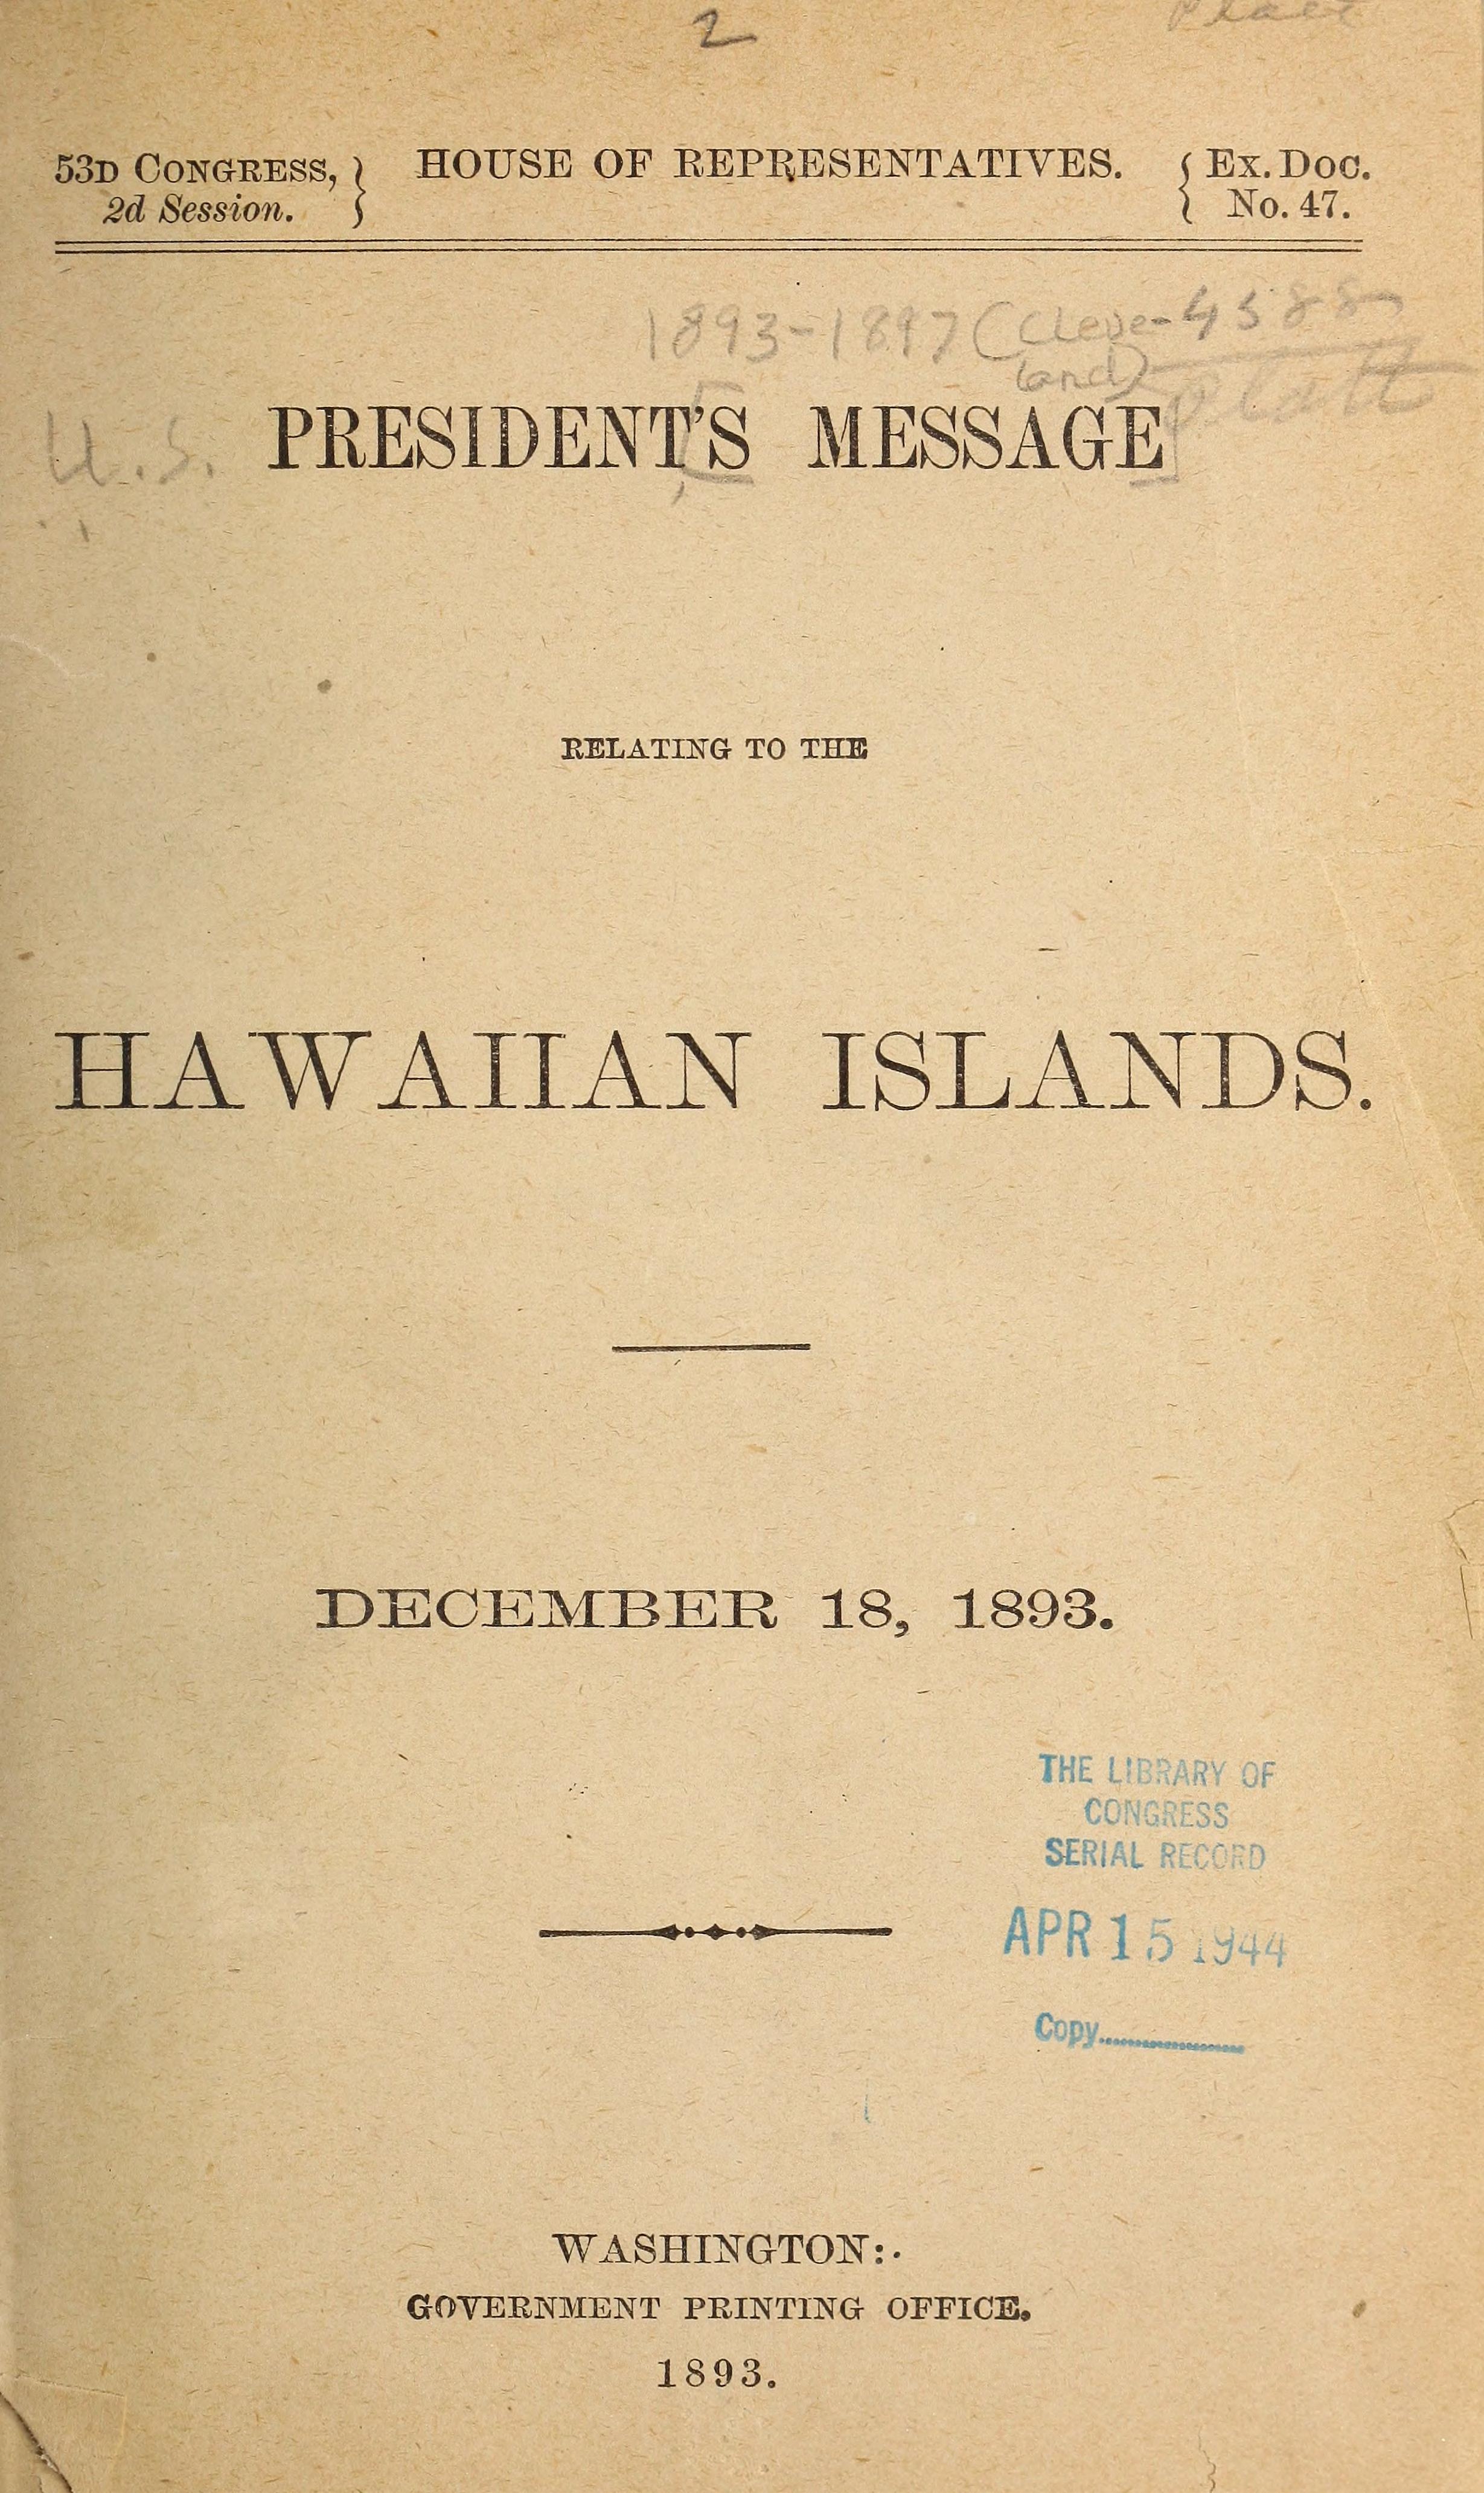 2
53D CONGRESS, } HOUSE OF REPRESENTATIVES. { EX. DOC.
2d Session. } { No. 47.
1893-1897 (Cleve-
land)
U.S. PRESIDENT'S MESSAGE
RELATING TO THE
HAWAIIAN ISLANDS.
DECEMBER 18, 1893.
THE LIBRARY OF
CONGRESS
SERIAL RECORD
APR 15 1944
Copy
WASHINGTON:
GOVERNMENT PRINTING OFFICE.
1893.